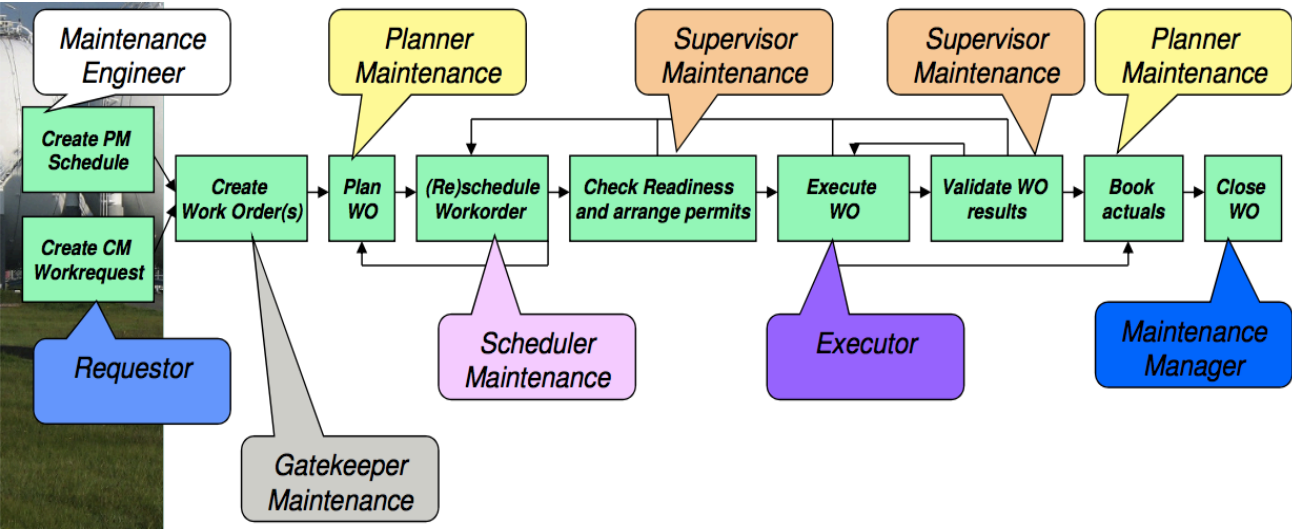 Maintenance
Engineer
Planner
Maintenance
Supervisor
Maintenance
Supervisor
Maintenance
Planner
Maintenance
Create PM
Schedule
Create CM
Workrequest
Create
Work Order(s)
Plan
WO
(Re)schedule
Workorder
Check Readiness
and arrange permits
Execute
WO
Validate WO
results
Book
actuals
Close
WO
Requestor
Gatekeeper
Maintenance
Scheduler
Maintenance
Executor
Maintenance
Manager